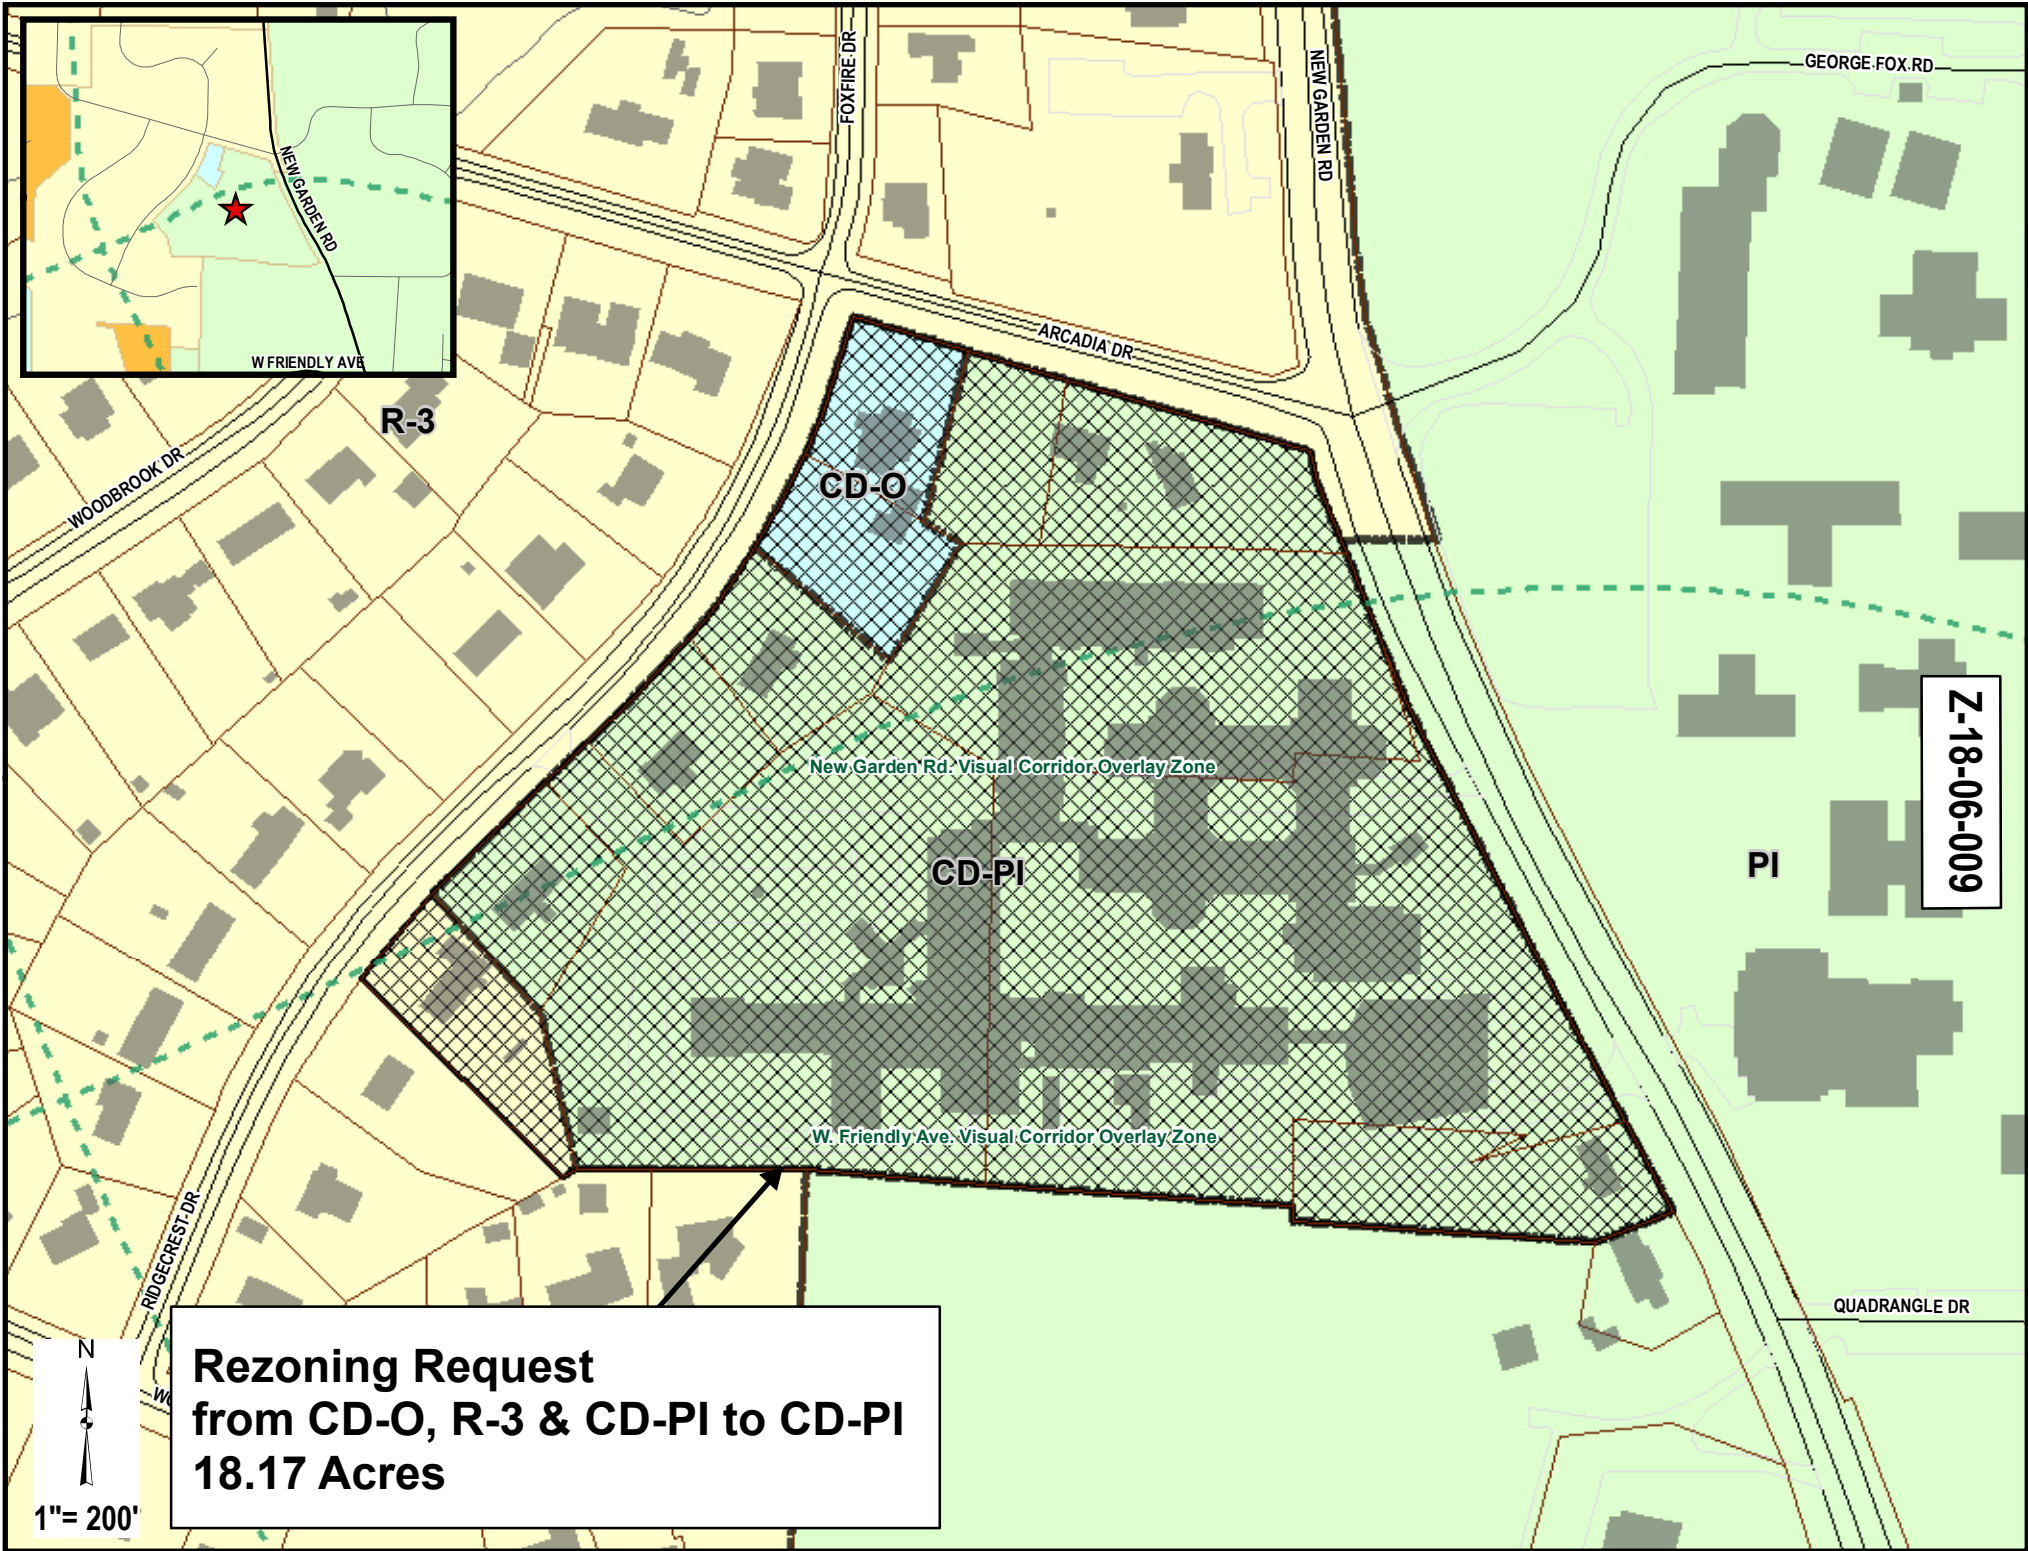 NEW GARDEN RD
W FRIENDLY AVE
FOXFIRE DR
NEW GARDEN RD
GEORGE FOX RD
ARCADIA DR
R-3
WOODBROOK DR
CD-O
Z-18-06-009
New Garden Rd. Visual Corridor Overlay Zone
CD-PI
PI
W. Friendly Ave. Visual Corridor Overlay Zone
RIDGECREST DR
QUADRANGLE DR
Rezoning Request
from CD-O, R-3 & CD-PI to CD-PI
18.17 Acres
N
1"= 200'